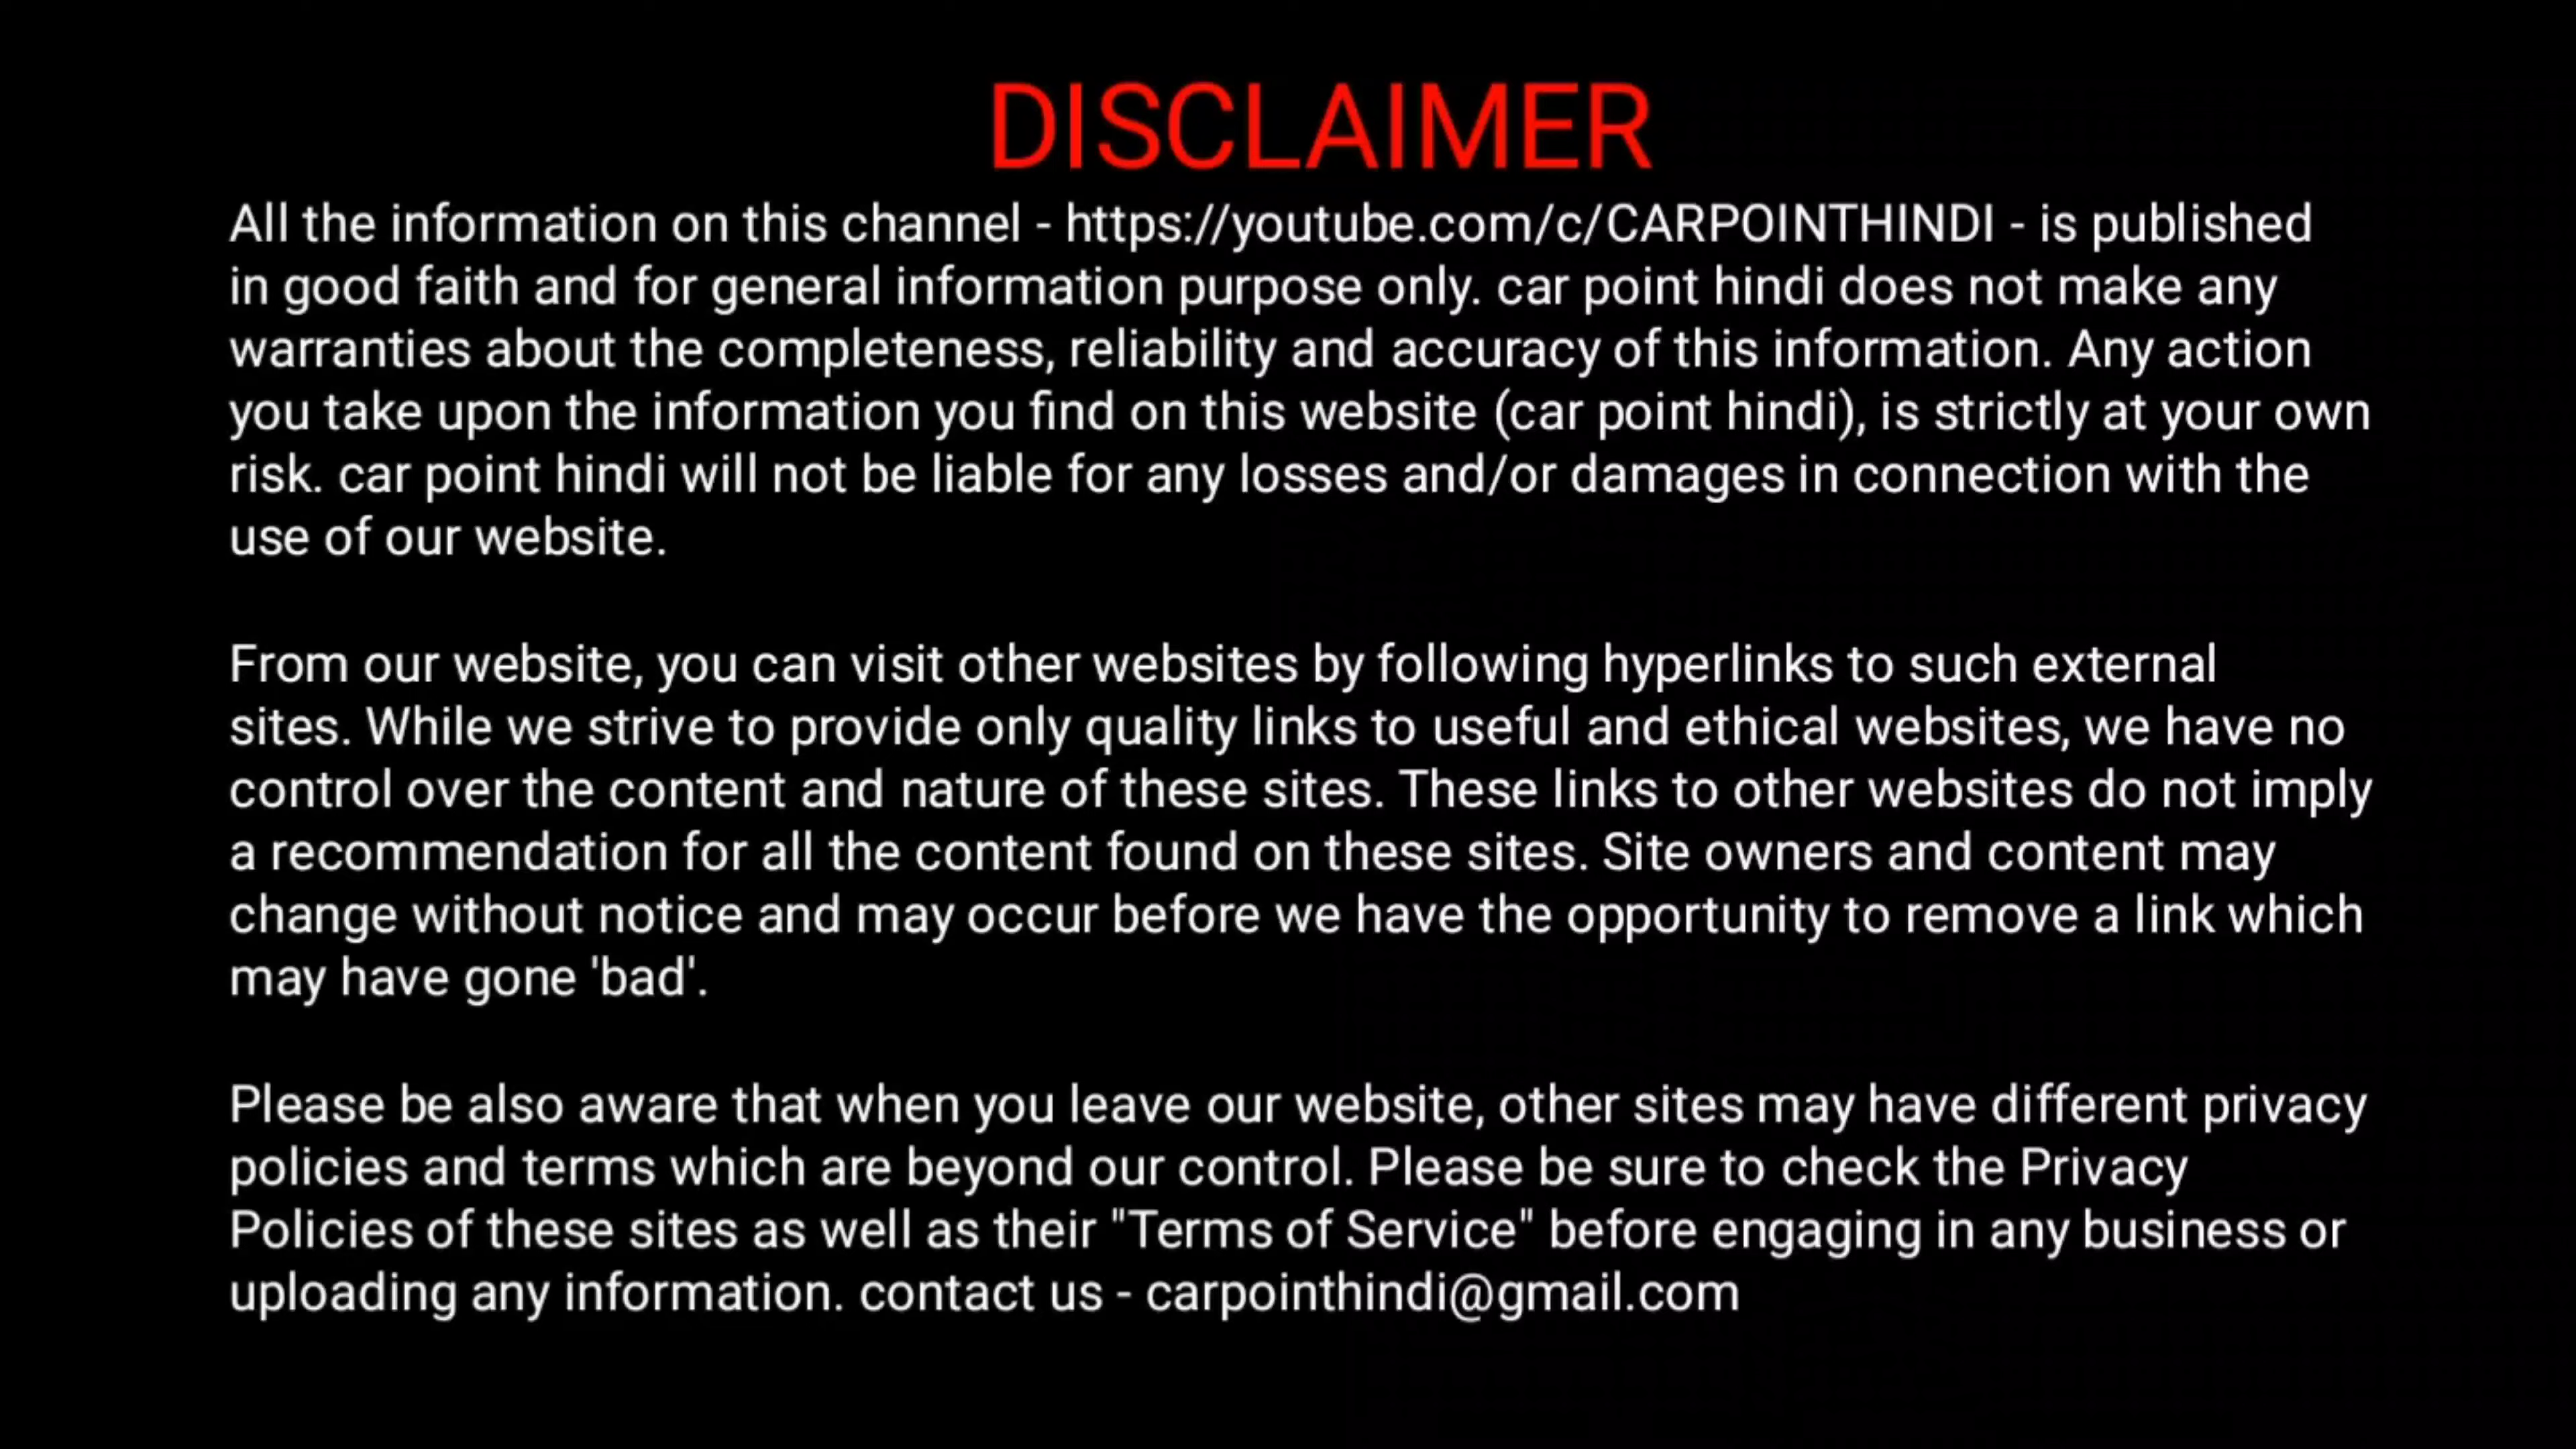 DISCLAIMER
All the information on this channel - https://youtube.com/c/CARPOINTHINDI - is published
in good faith and for general information purpose only. car point hindi does not make any
warranties about the completeness, reliability and accuracy of this information. Any action
you take upon the information you find on this website (car point hindi), is strictly at your own
risk. car point hindi will not be liable for any losses and/or damages in connection with the
use of our website.
From our website, you can visit other websites by following hyperlinks to such external
sites. While we strive to provide only quality links to useful and ethical websites, we have no
control over the content and nature of these sites. These links to other websites do not imply
a recommendation for all the content found on these sites. Site owners and content may
change without notice and may occur before we have the opportunity to remove a link which
may have gone 'bad'.
Please be also aware that when you leave our website, other sites may have different privacy
policies and terms which are beyond our control. Please be sure to check the Privacy
Policies of these sites as well as their "Terms of Service" before engaging in any business or
uploading any information. contact us - carpointhindi@gmail.com